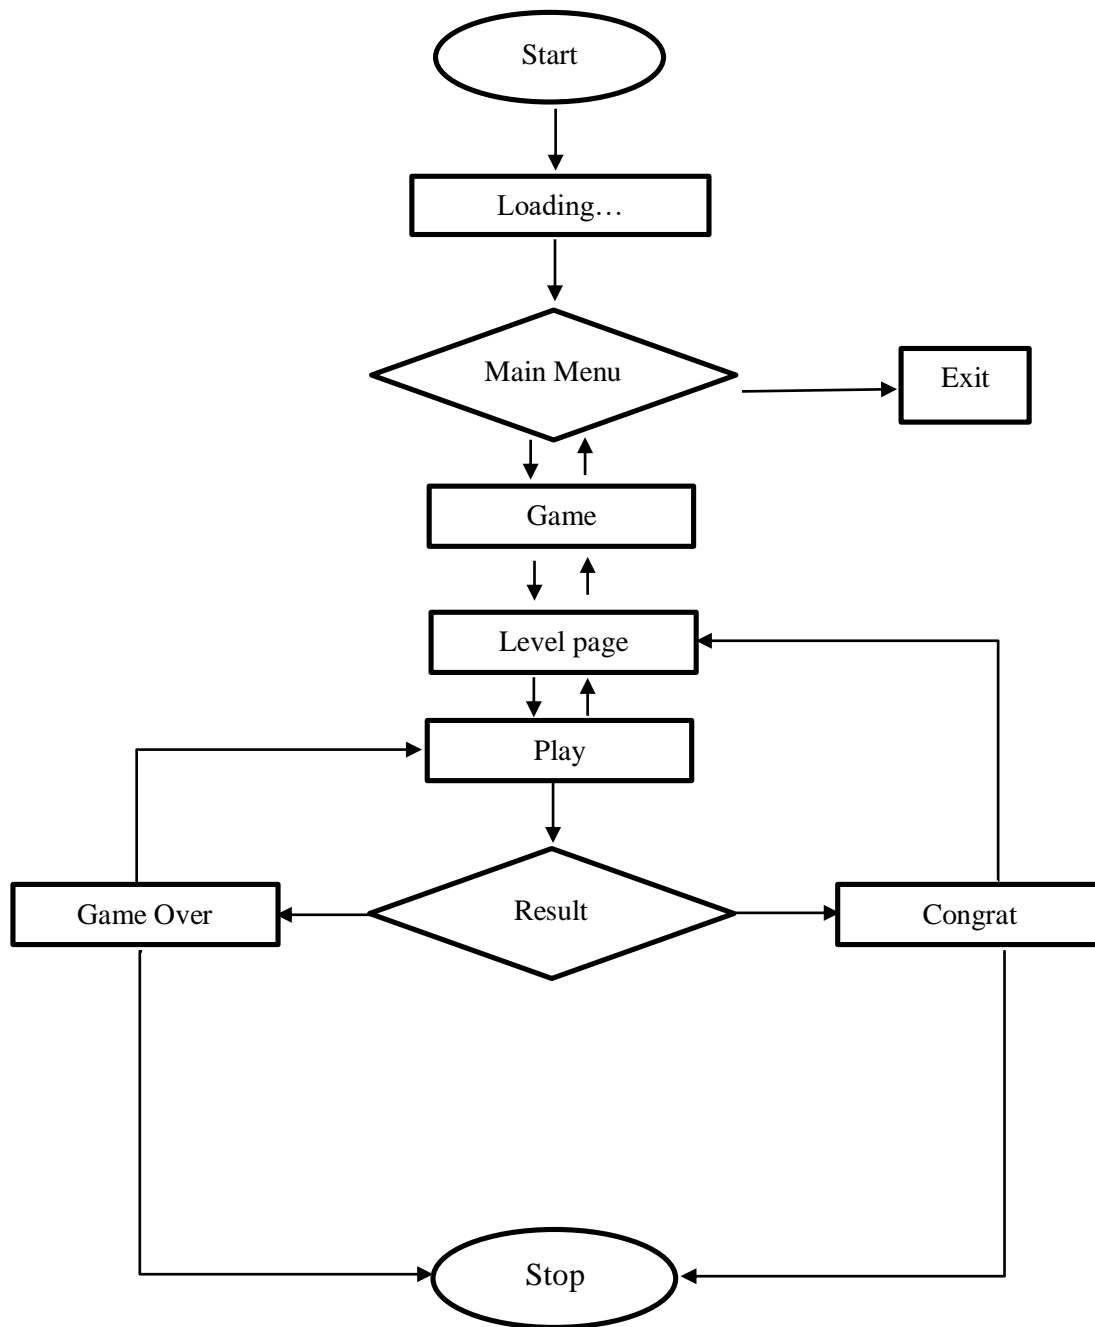 Start
Loading…
Main Menu
Exit
Game
Level page
Play
Game Over
Result
Congrat
Stop